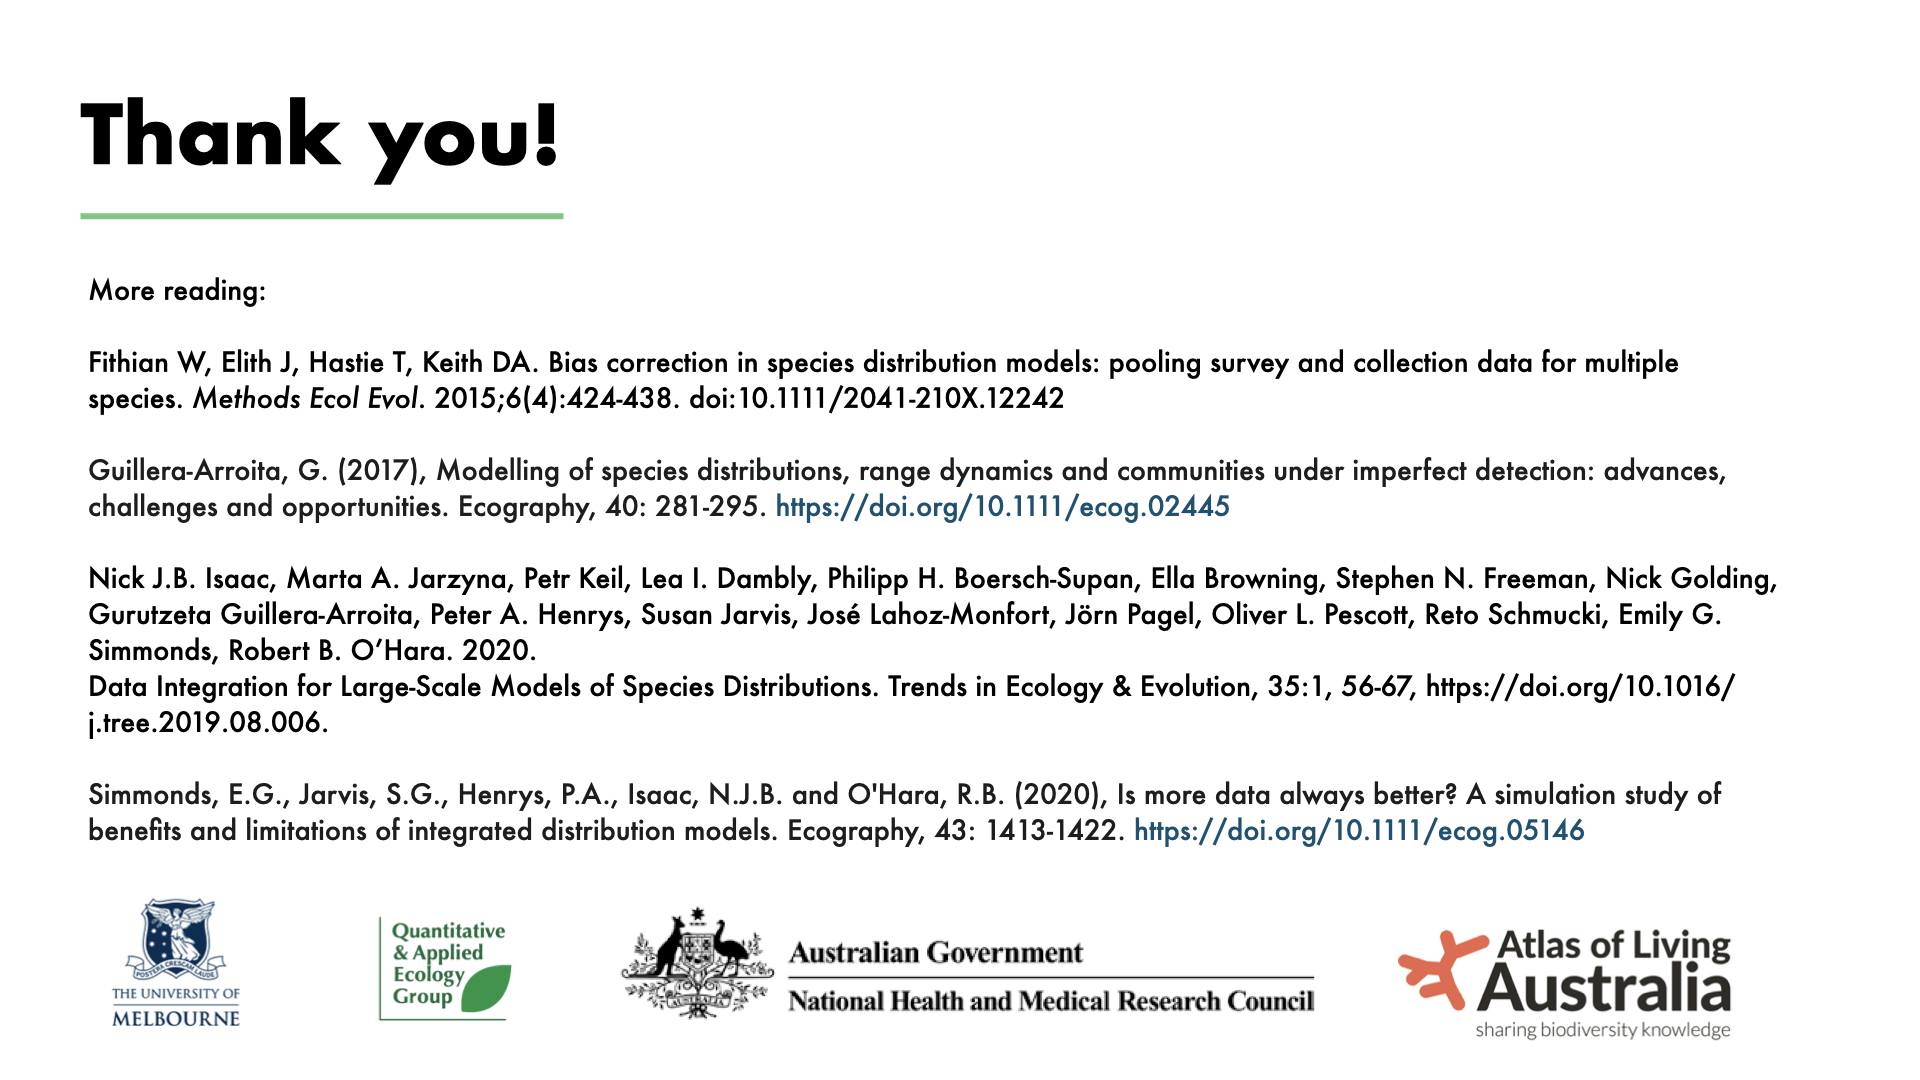 Thank you!
More reading:
Fithian W, Elith J, Hastie T, Keith DA. Bias correction in species distribution models: pooling survey and collection data for multiple
species. Methods Ecol Evol. 2015;6(4):424-438. doi:10.1111/2041-210X.12242
Guillera-Arroita, G. (2017), Modelling of species distributions, range dynamics and communities under imperfect detection: advances,
challenges and opportunities. Ecography, 40: 281-295. https://doi.org/10.1111/ecog.02445
Nick J.B. Isaac, Marta A. Jarzyna, Petr Keil, Lea I. Dambly, Philipp H. Boersch-Supan, Ella Browning, Stephen N. Freeman, Nick Golding,
Gurutzeta Guillera-Arroita, Peter A. Henrys, Susan Jarvis, José Lahoz-Monfort, Jörn Pagel, Oliver L. Pescott, Reto Schmucki, Emily G.
Simmonds, Robert B. O’Hara. 2020.
Data Integration for Large-Scale Models of Species Distributions. Trends in Ecology & Evolution, 35:1, 56-67, https://doi.org/10.1016/
j.tree.2019.08.006.
Simmonds, E.G., Jarvis, S.G., Henrys, P.A., Isaac, N.J.B. and O'Hara, R.B. (2020), Is more data always better? A simulation study of
benefits and limitations of integrated distribution models. Ecography, 43: 1413-1422. https://doi.org/10.1111/ecog.05146
POSTERA CRESCAM LAUDE
THE UNIVERSITY OF
MELBOURNE
Quantitative
& Applied
Ecology
Group
AUSTRALIA
Australian Government
National Health and Medical Research Council
Atlas of Living
Australia
sharing biodiversity knowledge